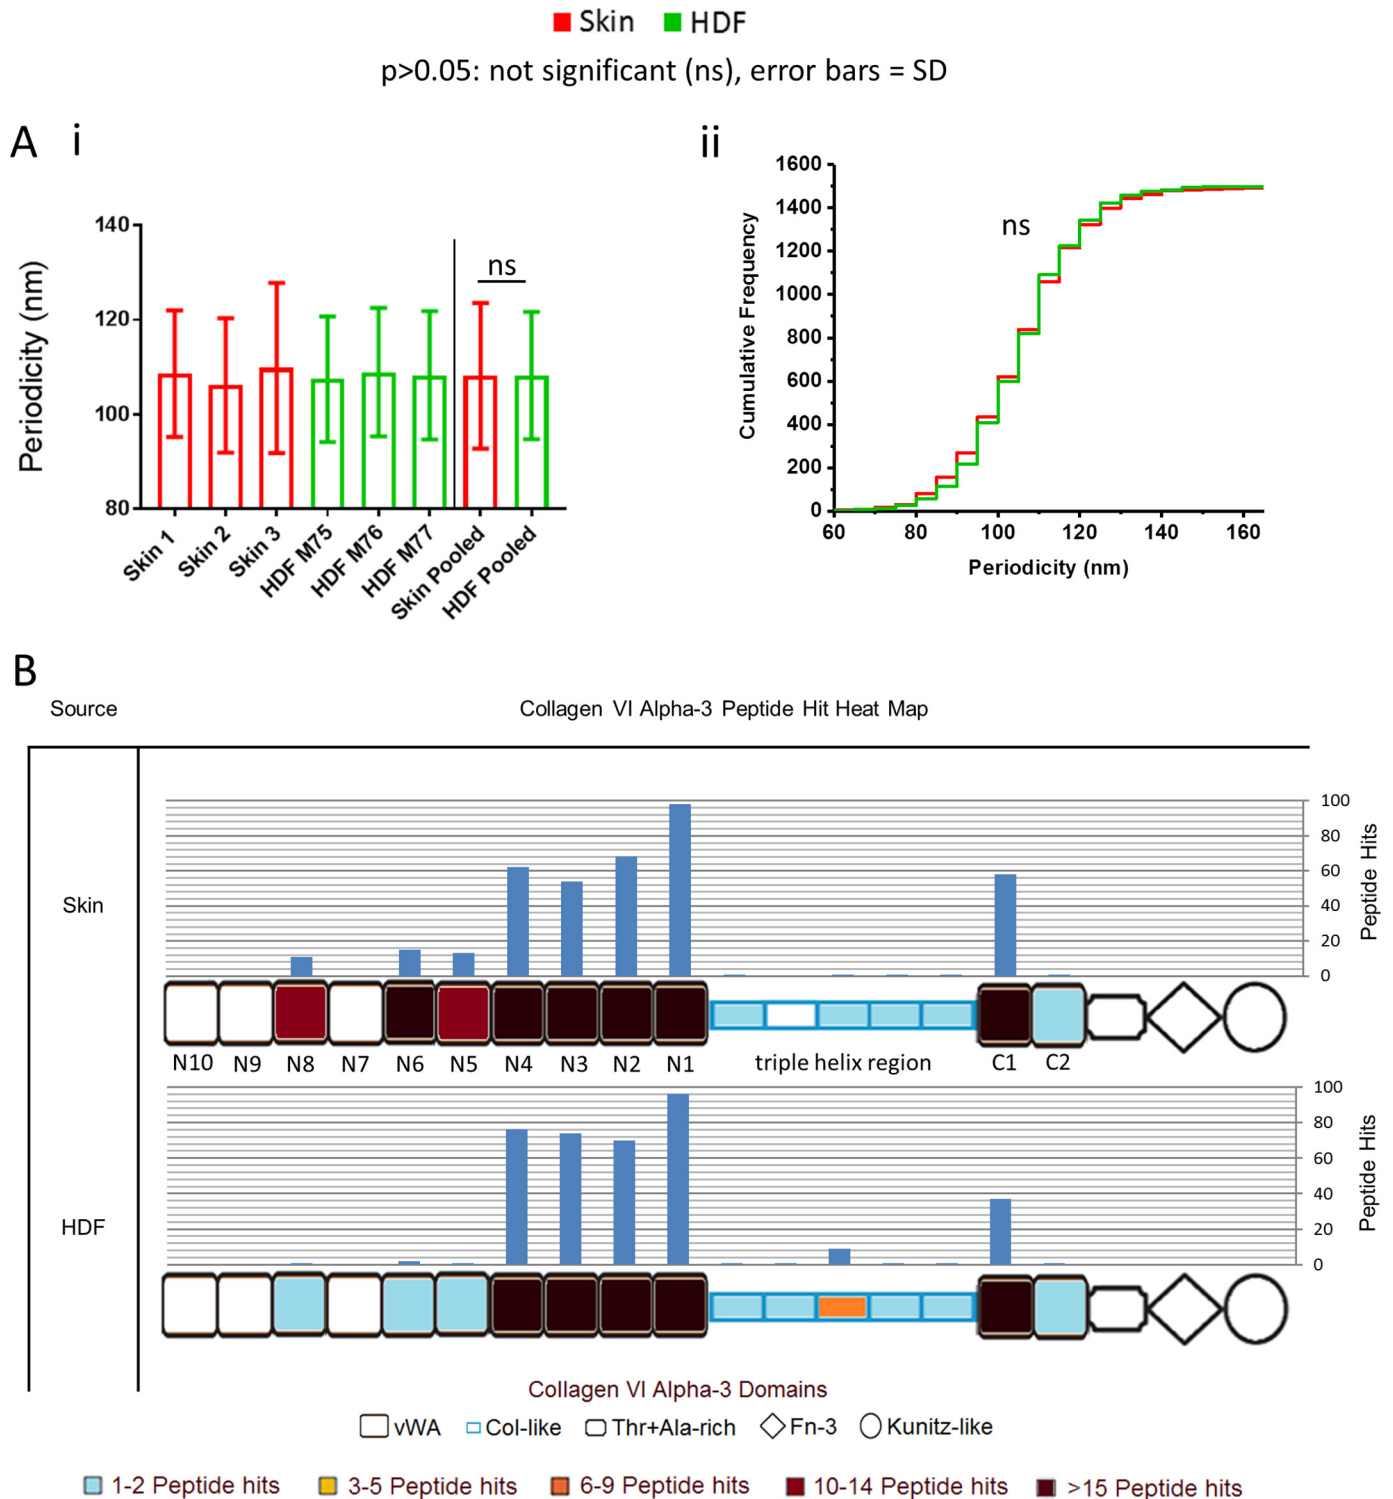 Skin HDF
p>0.05: not significant (ns), error bars = SD
A i
ii
Periodicity (nm)
140
120
100
80
ns
Skin 1
Skin 2
Skin 3
HDF M75
HDF M76
HDF M77
Skin Pooled
HDF Pooled
Cumulative Frequency
1600
1400
1200
1000
800
600
400
200
0
ns
60 80 100 120 140 160
Periodicity (nm)
B
Source Collagen VI Alpha-3 Peptide Hit Heat Map
Skin
100
80
60
40
20
0
Peptide Hits
N10 N9 N8 N7 N6 N5 N4 N3 N2 N1 triple helix region C1 C2
HDF
100
80
60
40
20
0
Peptide Hits
Collagen VI Alpha-3 Domains
vWA Col-like Thr+Ala-rich Fn-3 Kunitz-like
1-2 Peptide hits 3-5 Peptide hits 6-9 Peptide hits 10-14 Peptide hits >15 Peptide hits